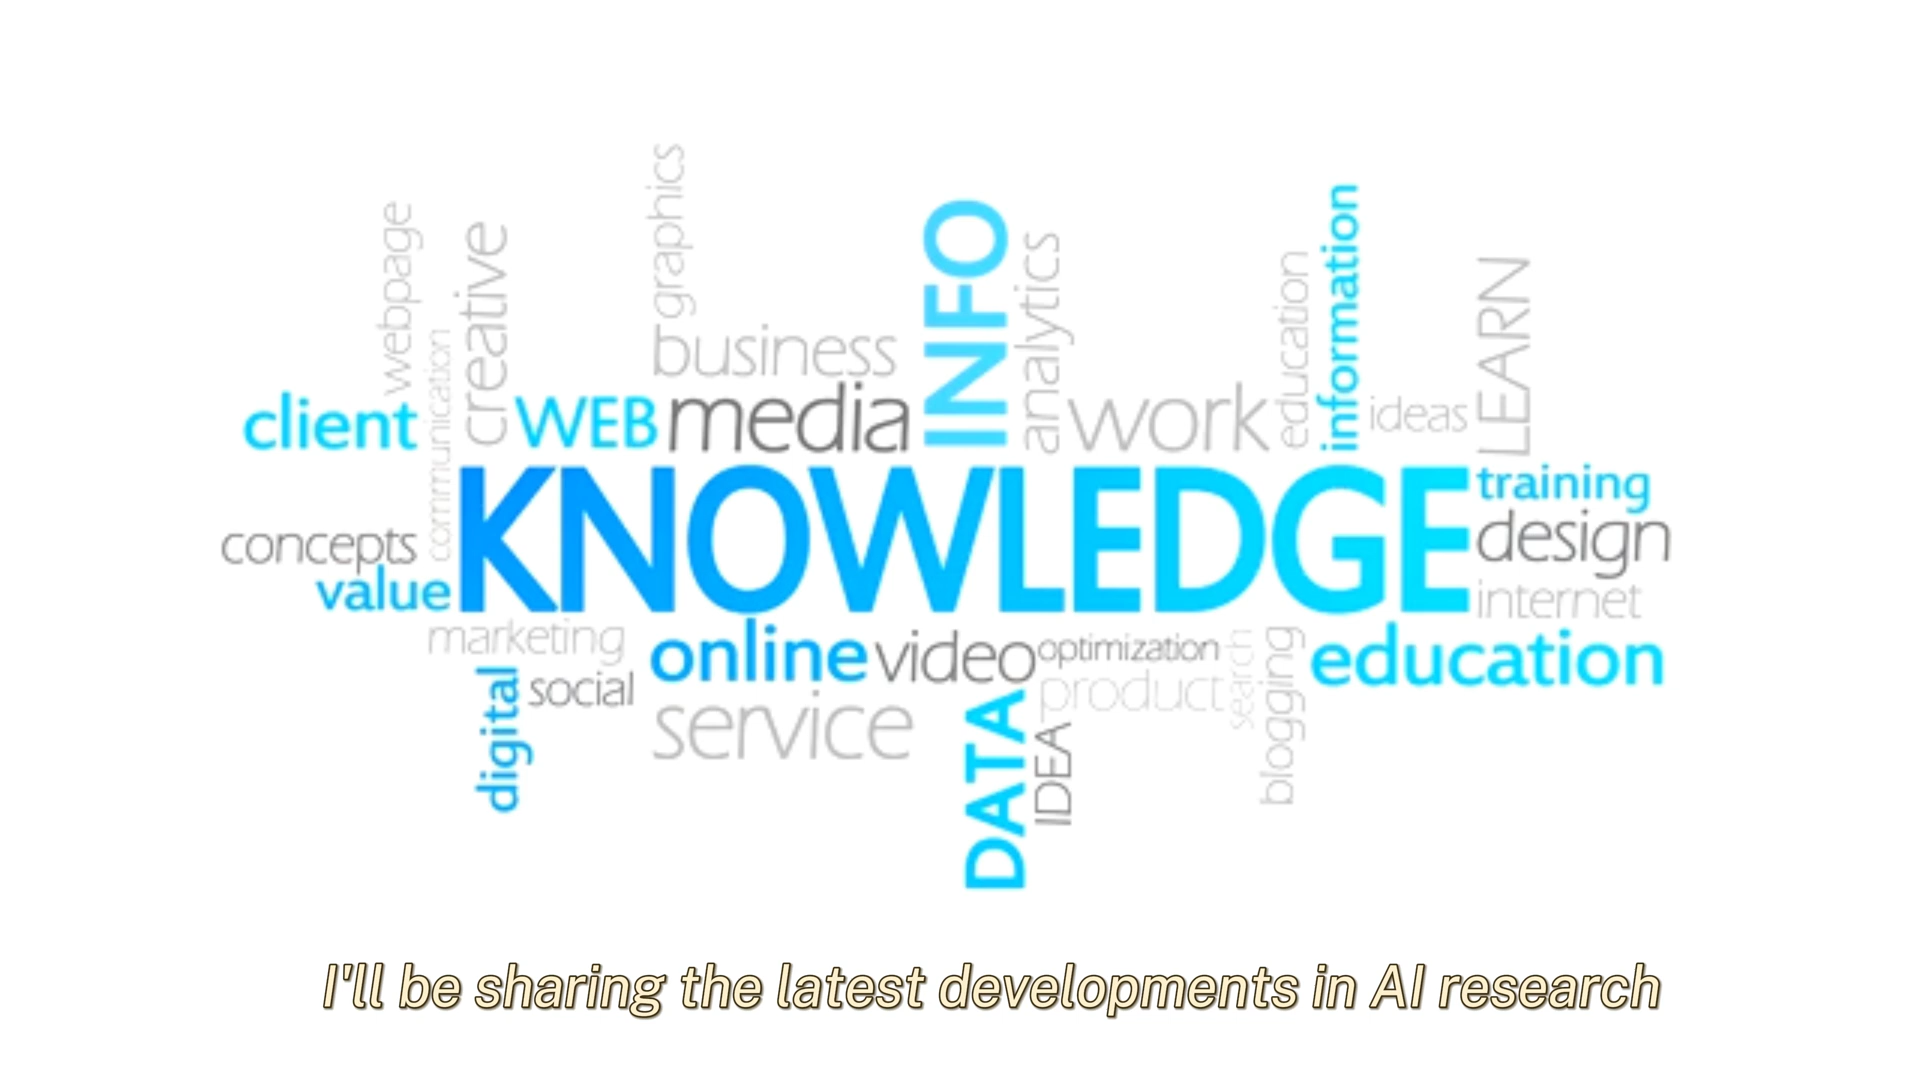 graphics
webpage
creative
INFO
analytics
information
education
LEARN
communication
business
client
WEB
media
work
ideas
KNOWLEDGE
training
concepts
design
value
internet
marketing
online
video
optimization
search
blogging
education
digital
social
product
service
DATA
IDEA
I'll be sharing the latest developments in AI research